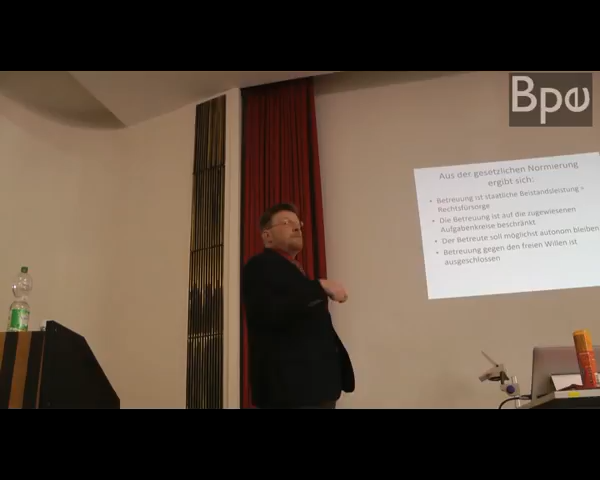 Bpe
Aus der gesetzlichen Normierung
ergibt sich:
• Betreuung ist staatliche Beistandsleistung =
Rechtsfürsorge
• Die Betreuung ist auf die zugewiesenen
Aufgabenkreise beschränkt
• Der Betreute soll möglichst autonom bleiben
• Betreuung gegen den freien Willen ist
ausgeschlossen